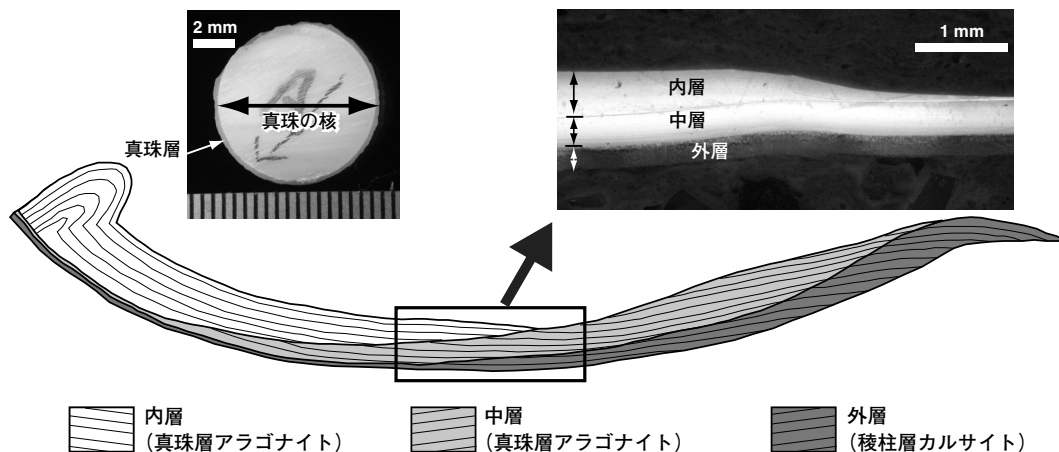 2 mm
真珠の核
真珠層
1 mm
内層
中層
外層
内層
(真珠層アラゴナイト)
中層
(真珠層アラゴナイト)
外層
(稜柱層カルサイト)